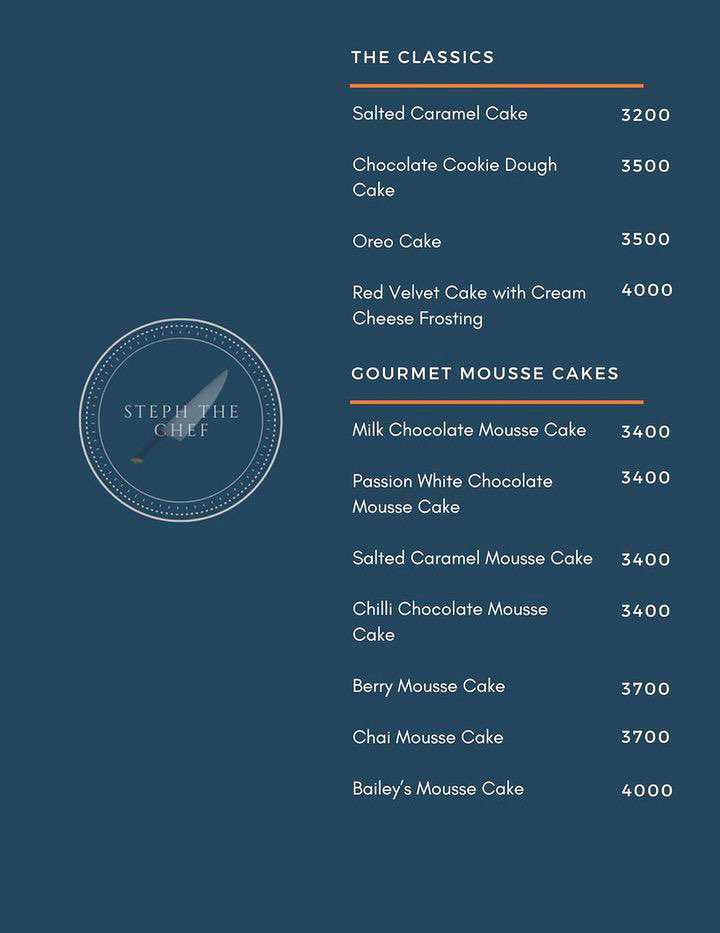 STEPH THE
CHEF
THE CLASSICS
Salted Caramel Cake 3200
Chocolate Cookie Dough 3500
Cake
Oreo Cake 3500
Red Velvet Cake with Cream 4000
Cheese Frosting
GOURMET MOUSSE CAKES
Milk Chocolate Mousse Cake 3400
Passion White Chocolate 3400
Mousse Cake
Salted Caramel Mousse Cake 3400
Chilli Chocolate Mousse 3400
Cake
Berry Mousse Cake 3700
Chai Mousse Cake 3700
Bailey's Mousse Cake 4000